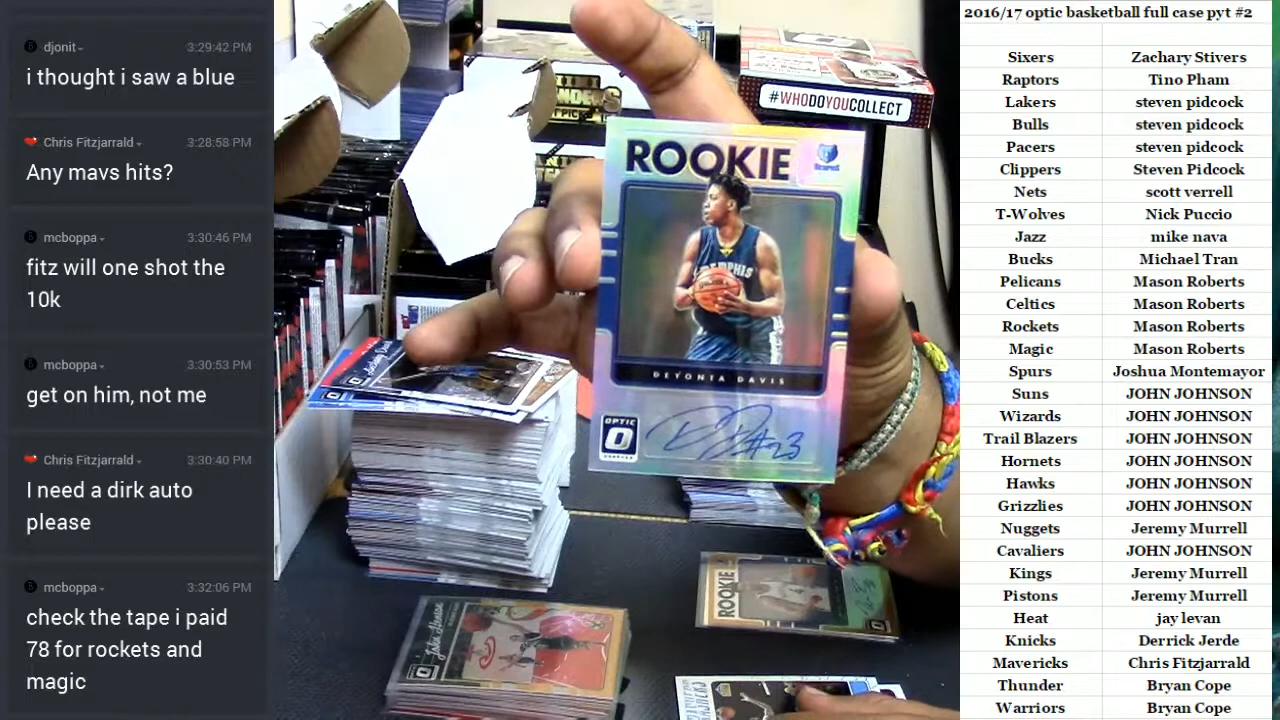 djonit
3:29:42 PM
i thought i saw a blue
Chris Fitzjarrald
3:28:58 PM
Any mavs hits?
mcboppa
3:30:46 PM
fitz will one shot the
10k
mcboppa
3:30:53 PM
get on him, not me
Chris Fitzjarrald
3:30:40 PM
I need a dirk auto
please
mcboppa
3:32:06 PM
check the tape i paid
78 for rockets and
magic
#WHODOYOUCOLLECT
ROOKIE
MEMPHIS
DEYONTA DAVIS
OPTIC
#23
ROOKIE
2016/17 optic basketball full case pyt #2
Sixers Zachary Stivers
Raptors Tino Pham
Lakers steven pidcock
Bulls steven pidcock
Pacers steven pidcock
Clippers Steven Pidcock
Nets scott verrell
T-Wolves Nick Puccio
Jazz mike nava
Bucks Michael Tran
Pelicans Mason Roberts
Celtics Mason Roberts
Rockets Mason Roberts
Magic Mason Roberts
Spurs Joshua Montemayor
Suns JOHN JOHNSON
Wizards JOHN JOHNSON
Trail Blazers JOHN JOHNSON
Hornets JOHN JOHNSON
Hawks JOHN JOHNSON
Grizzlies JOHN JOHNSON
Nuggets Jeremy Murrell
Cavaliers JOHN JOHNSON
Kings Jeremy Murrell
Pistons Jeremy Murrell
Heat jay levan
Knicks Derrick Jerde
Mavericks Chris Fitzjarrald
Thunder Bryan Cope
Warriors Bryan Cope